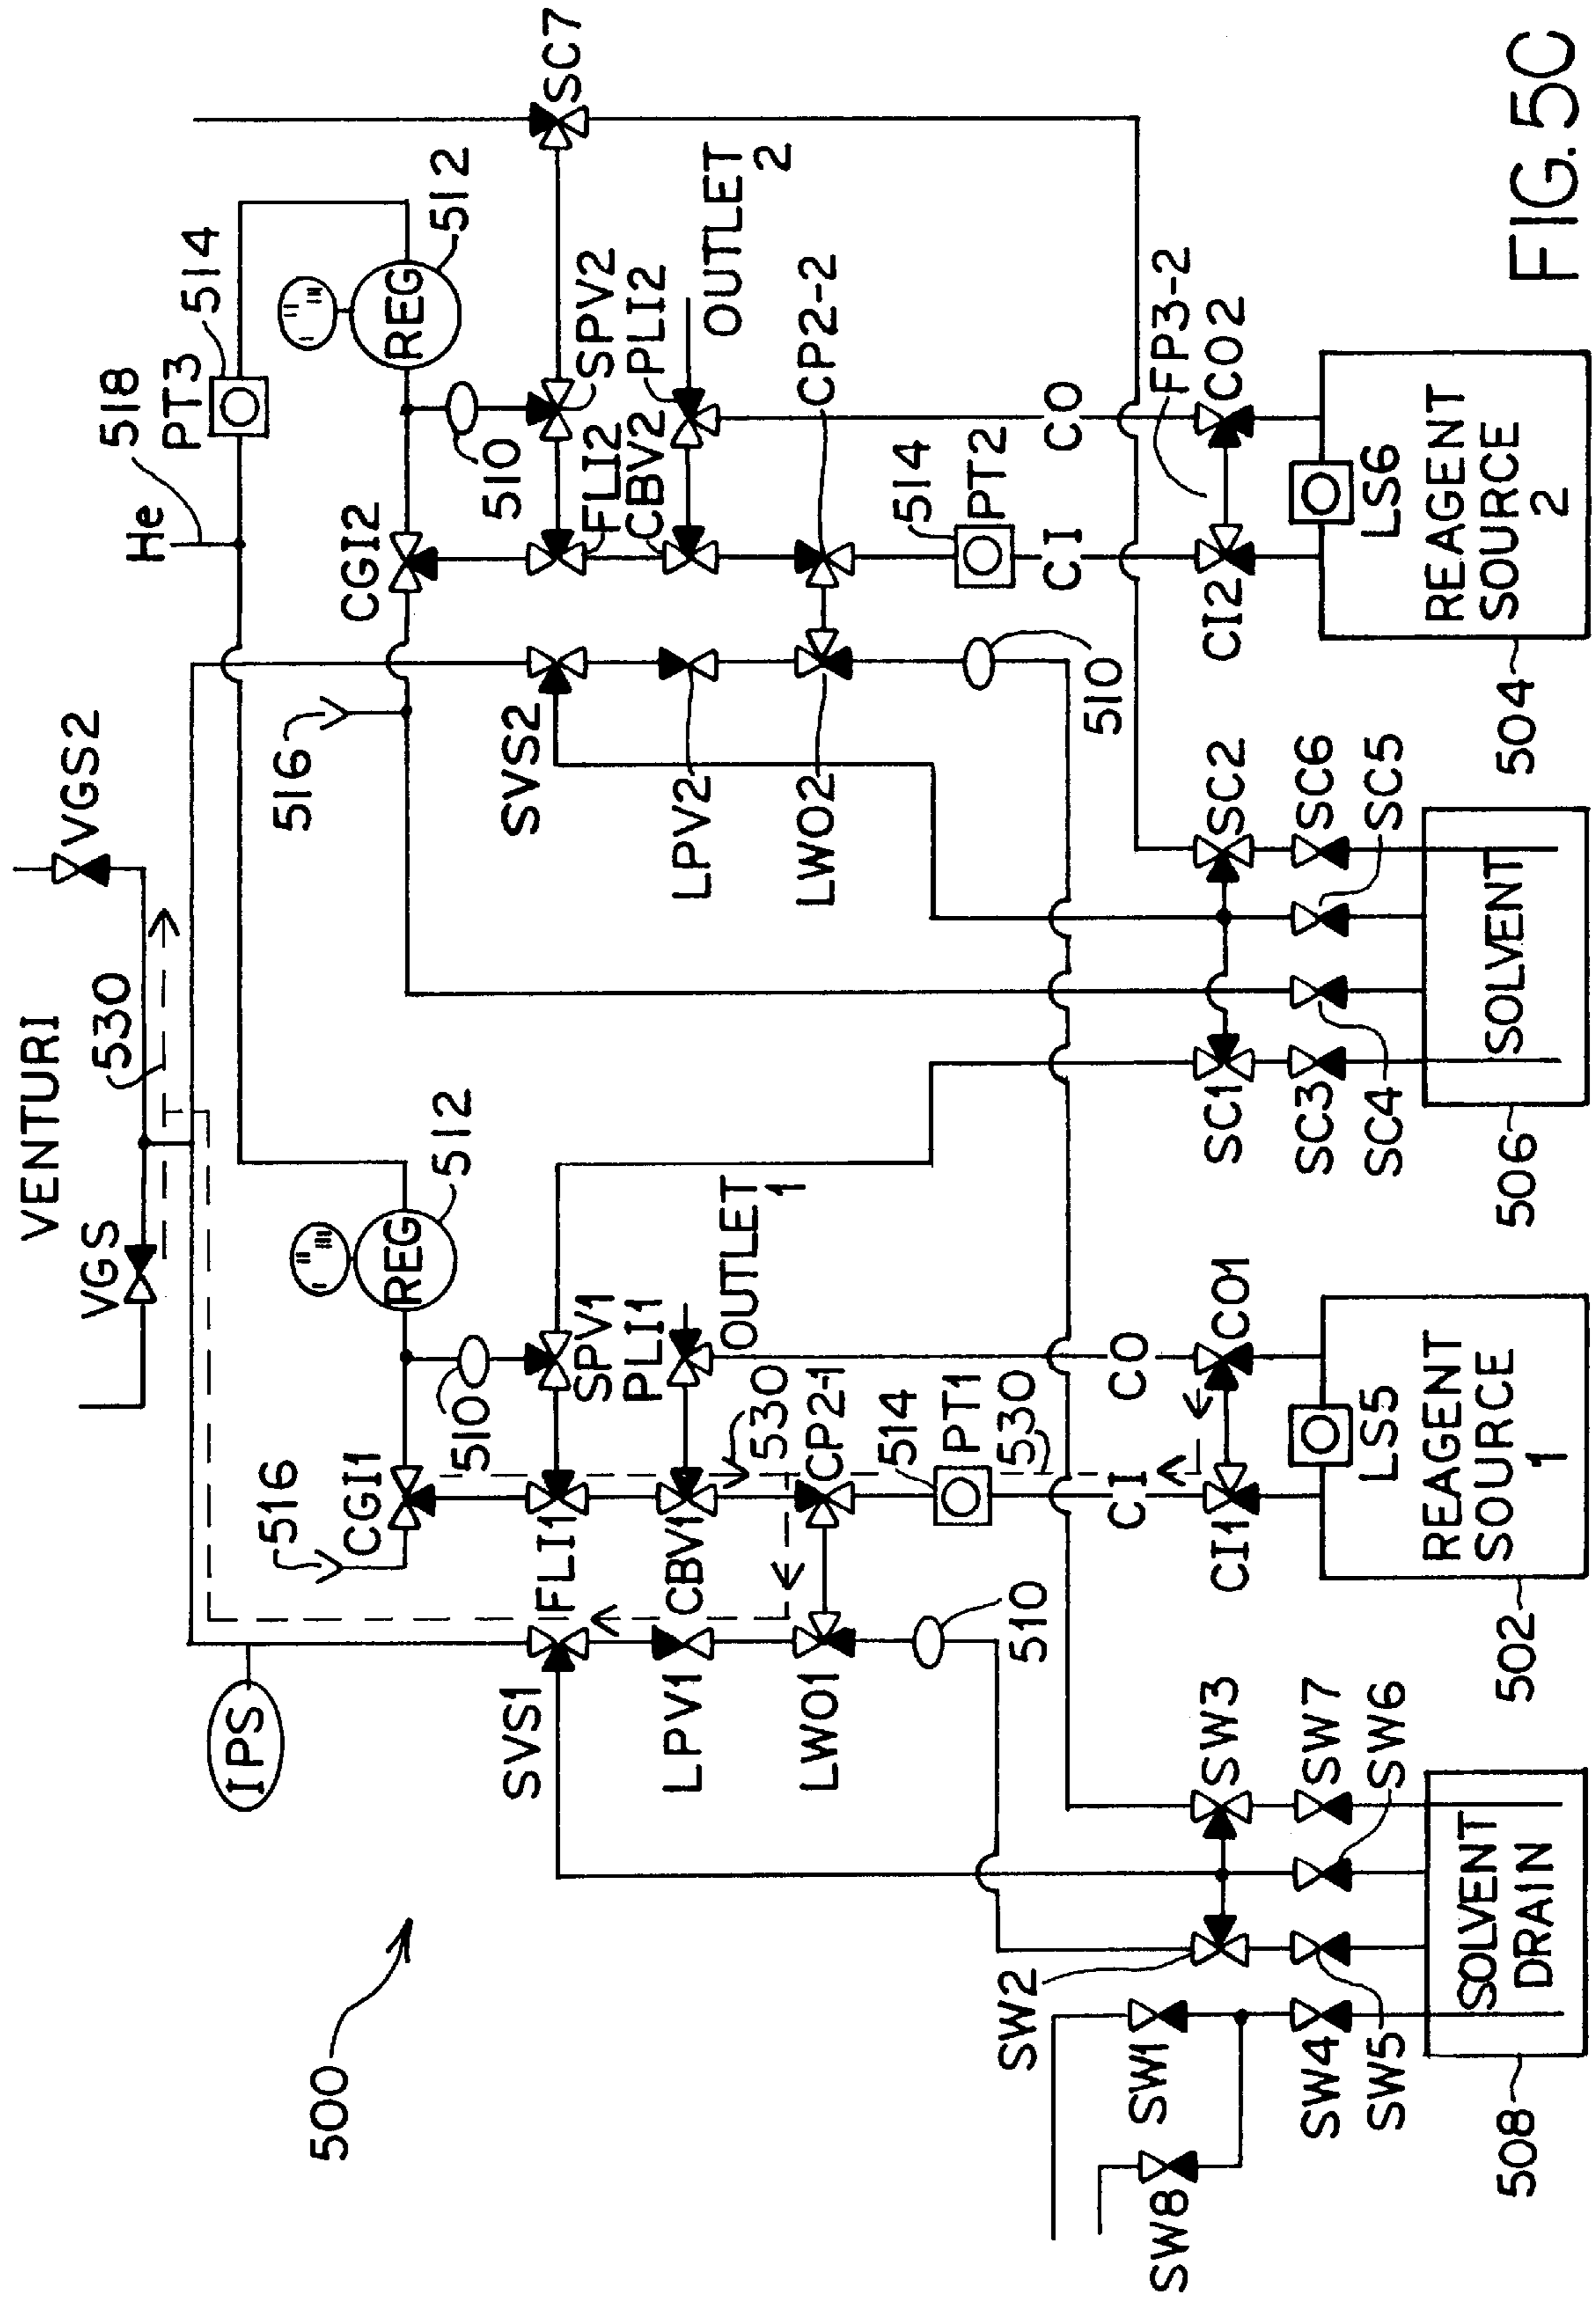 VENTURI
VGS
VGS2
530
He
518
PT3
514
516
CGI1
REG
512
CGI2
REG
512
IPS
500
510
510
SVS1
FLI1
SPV1
PLI1
OUTLET
1
SVS2
516
FLI2
CBV2
SPV2
PLI2
OUTLET
2
SC7
LPV1
CBV1
530
530
LPV2
LWO1
CP2-1
LWO2
CP2-2
510
514
PT1
530
510
514
PT2
CI
CO
CI
CO
FP3-2
SW2
SW1
SW8
SW3
CI1
CO1
SC1
SC2
CI2
CO2
SW4
SW5
SW7
SW6
SC3
SC4
SC6
SC5
LS5
LS6
SOLVENT
DRAIN
REAGENT
SOURCE
1
SOLVENT
REAGENT
SOURCE
2
508
502
506
504
FIG.5C